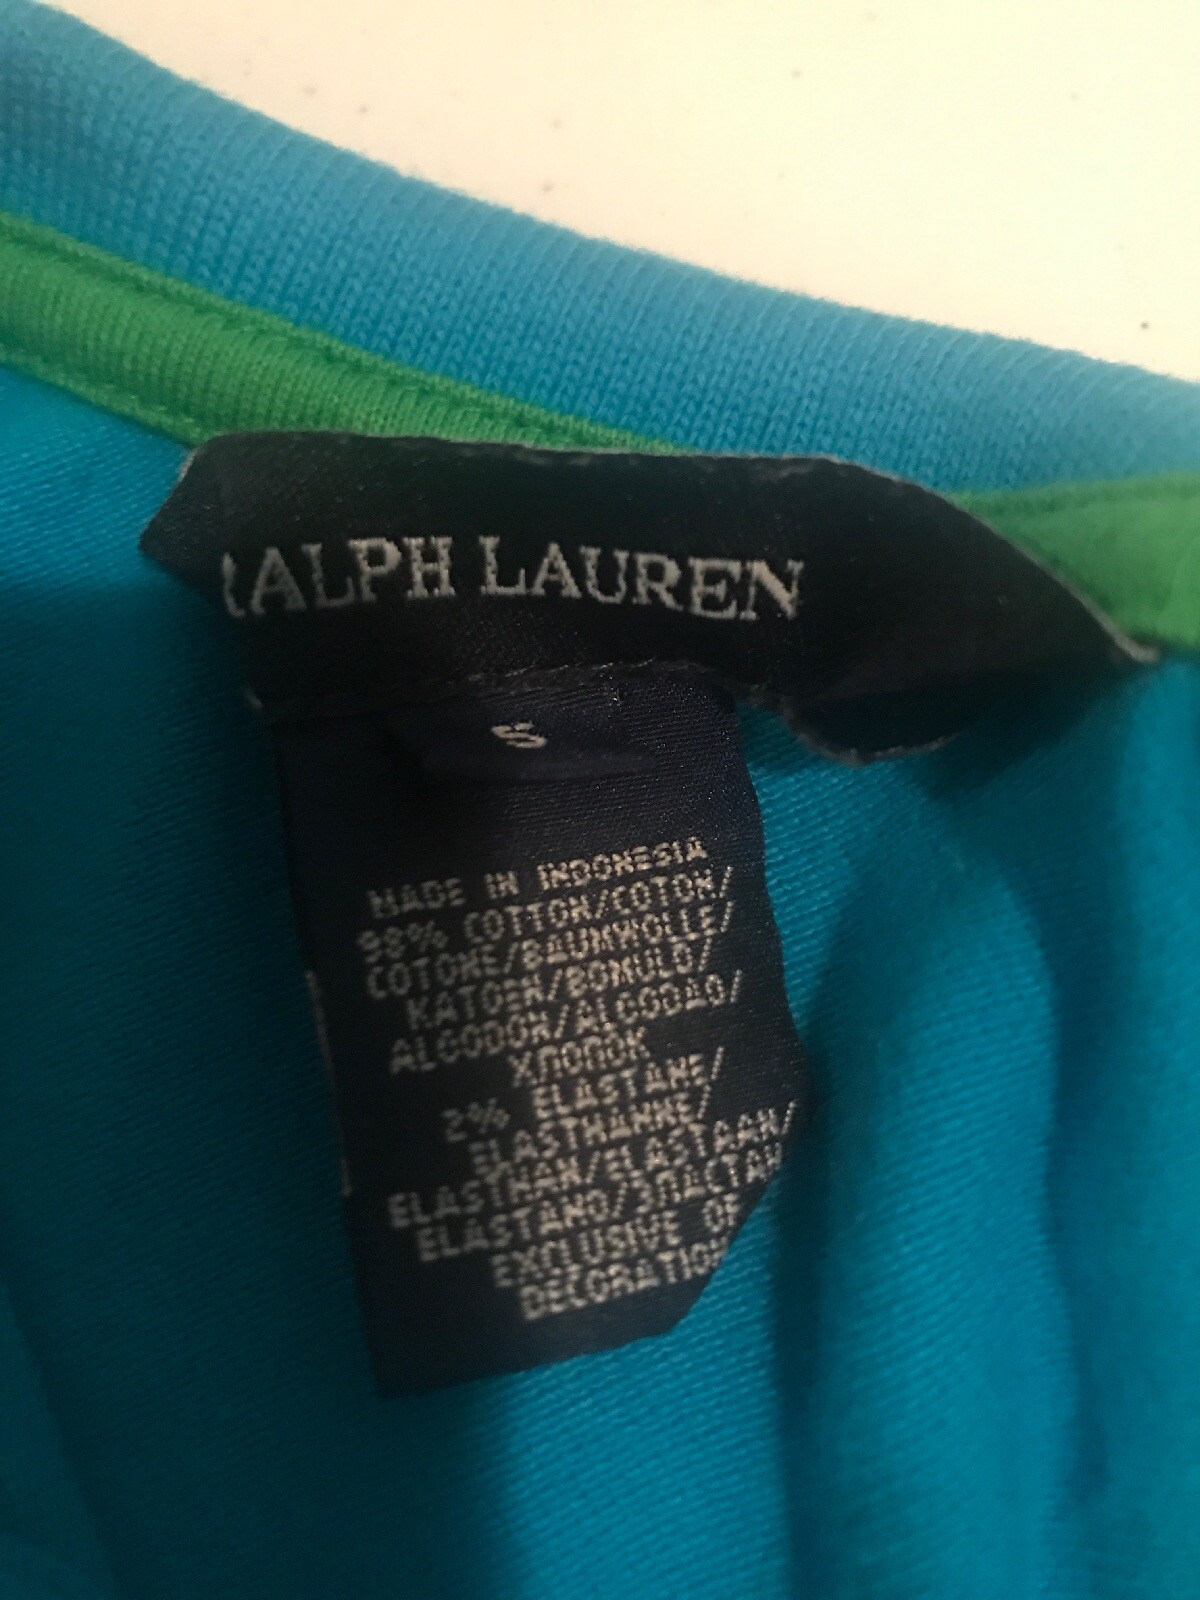 RALPH LAUREN
S
MADE IN INDONESIA
98% COTTON/COTON/
COTONE/BAUMWOLLE/
KATOEN/BOMULD/
ALGODON/ALGODAO/
ХЛОПОК
2% ELASTANE/
ELASTHANNE/
ELASTHAN/ELASTAAN/
ELASTANO/ЭЛАСТАН
EXCLUSIVE OF
DECORATION